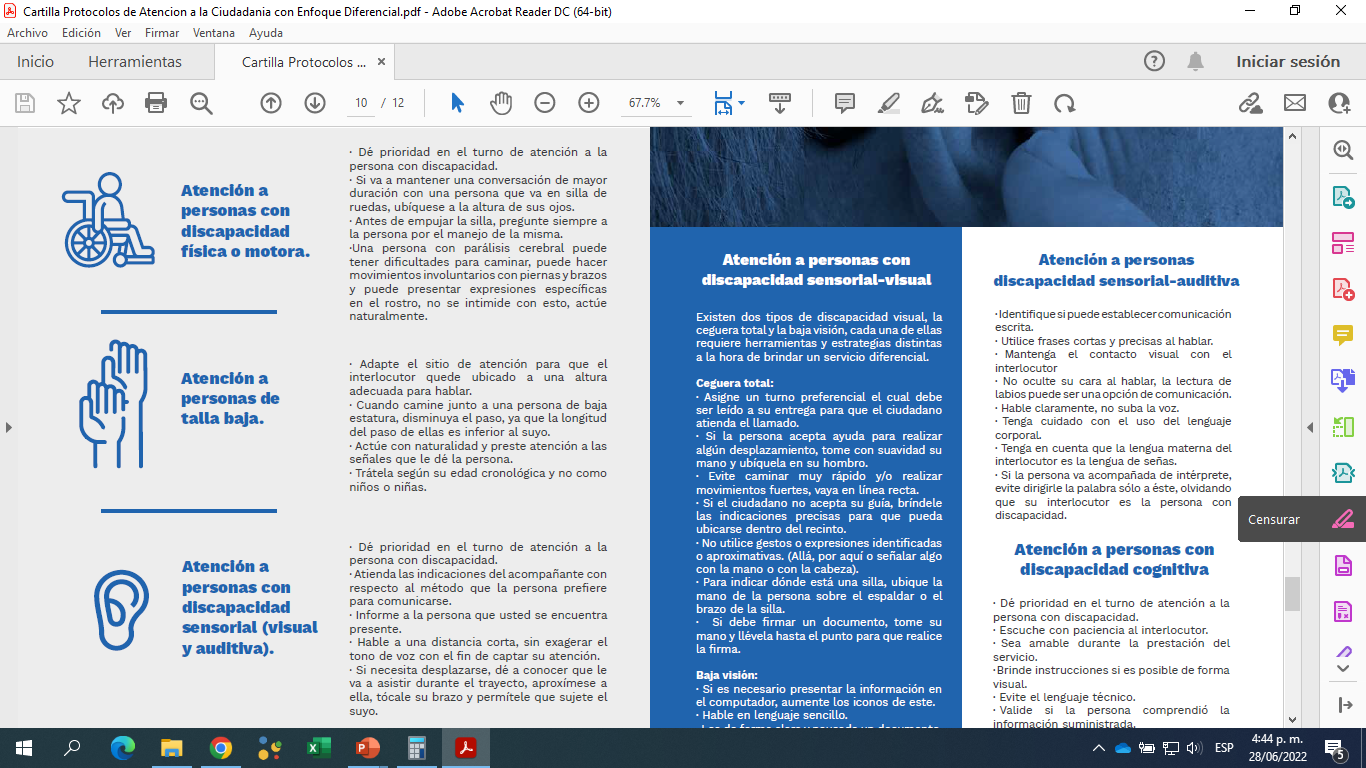 Cartilla Protocolos de Atencion a la Ciudadania con Enfoque Diferencial.pdf - Adobe Acrobat Reader DC (64-bit)
Archivo Edición Ver Firmar Ventana Ayuda
Inicio Herramientas Cartilla Protocolos ... ×
Iniciar sesión
10 / 12 67.7%
Atención a
personas con
discapacidad
física o motora.
· Dé prioridad en el turno de atención a la
persona con discapacidad.
· Si va a mantener una conversación de mayor
duración con una persona que va en silla de
ruedas, ubíquese a la altura de sus ojos.
· Antes de empujar la silla, pregunte siempre a
la persona por el manejo de la misma.
·Una persona con parálisis cerebral puede
tener dificultades para caminar, puede hacer
movimientos involuntarios con piernas y brazos
y puede presentar expresiones específicas
en el rostro, no se intimide con esto, actúe
naturalmente.
Atención a
personas de
talla baja.
· Adapte el sitio de atención para que el
interlocutor quede ubicado a una altura
adecuada para hablar.
· Cuando camine junto a una persona de baja
estatura, disminuya el paso, ya que la longitud
del paso de ellas es inferior al suyo.
· Actúe con naturalidad y preste atención a las
señales que le dé la persona.
· Trátela según su edad cronológica y no como
niños o niñas.
Atención a
personas con
discapacidad
sensorial (visual
y auditiva).
· Dé prioridad en el turno de atención a la
persona con discapacidad.
· Atienda las indicaciones del acompañante con
respecto al método que la persona prefiere
para comunicarse.
· Informe a la persona que usted se encuentra
presente.
· Hable a una distancia corta, sin exagerar el
tono de voz con el fin de captar su atención.
· Si necesita desplazarse, dé a conocer que le
va a asistir durante el trayecto, aproxímese a
ella, tócale su brazo y permítele que sujete el
suyo.
Atención a personas con
discapacidad sensorial-visual
Existen dos tipos de discapacidad visual, la
ceguera total y la baja visión, cada una de ellas
requiere herramientas y estrategias distintas
a la hora de brindar un servicio diferencial.
Ceguera total:
· Asigne un turno preferencial el cual debe
ser leído a su entrega para que el ciudadano
atienda el llamado.
· Si la persona acepta ayuda para realizar
algún desplazamiento, tome con suavidad su
mano y ubíquela en su hombro.
· Evite caminar muy rápido y/o realizar
movimientos fuertes, vaya en línea recta.
· Si el ciudadano no acepta su guía, bríndele
las indicaciones precisas para que pueda
ubicarse dentro del recinto.
· No utilice gestos o expresiones identificadas
o aproximativas. (Allá, por aquí o señalar algo
con la mano o con la cabeza).
· Para indicar dónde está una silla, ubique la
mano de la persona sobre el espaldar o el
brazo de la silla.
· Si debe firmar un documento, tome su
mano y llévela hasta el punto para que realice
la firma.
Baja visión:
· Si es necesario presentar la información en
el computador, aumente los iconos de este.
· Hable en lenguaje sencillo.
Atención a personas
discapacidad sensorial-auditiva
·Identifique si puede establecer comunicación
escrita.
· Utilice frases cortas y precisas al hablar.
· Mantenga el contacto visual con el
interlocutor
· No oculte su cara al hablar, la lectura de
labios puede ser una opción de comunicación.
· Hable claramente, no suba la voz.
· Tenga cuidado con el uso del lenguaje
corporal.
· Tenga en cuenta que la lengua materna del
interlocutor es la lengua de señas.
· Si la persona va acompañada de intérprete,
evite dirigirle la palabra sólo a éste, olvidando
que su interlocutor es la persona con
discapacidad.
Atención a personas con
discapacidad cognitiva
· Dé prioridad en el turno de atención a la
persona con discapacidad.
· Escuche con paciencia al interlocutor.
· Sea amable durante la prestación del
servicio.
·Brinde instrucciones si es posible de forma
visual.
· Evite el lenguaje técnico.
· Valide si la persona comprendió la
información suministrada.
Censurar
ESP
4:44 p. m.
28/06/2022
5